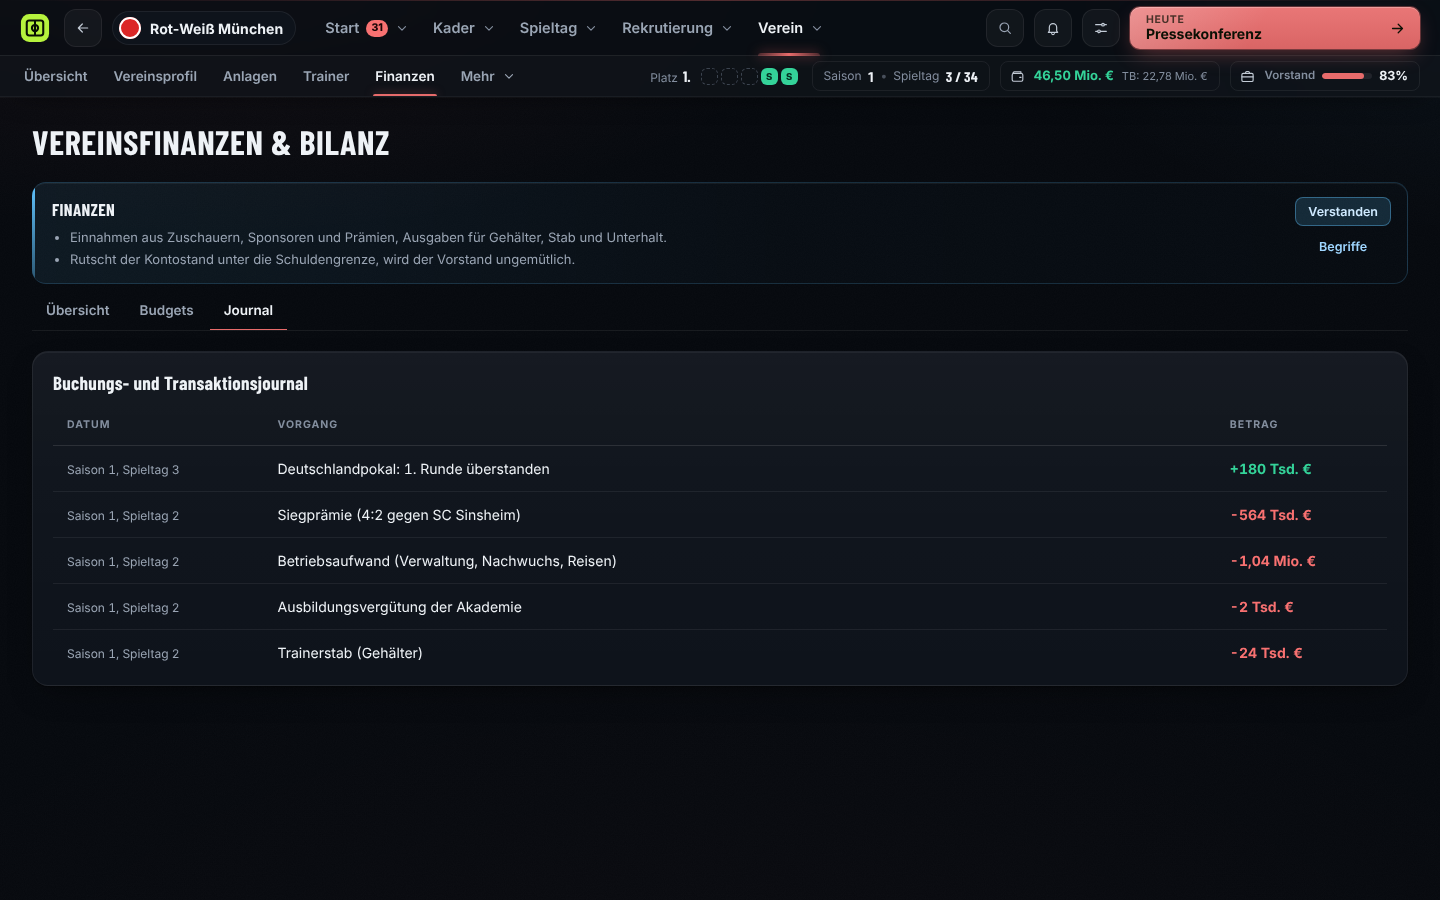 Rot-Weiß München
Start 31
Kader
Spieltag
Rekrutierung
Verein
HEUTE
Pressekonferenz
Übersicht
Vereinsprofil
Anlagen
Trainer
Finanzen
Mehr
Platz 1.
S S
Saison 1 • Spieltag 3 / 34
46,50 Mio. € TB: 22,78 Mio. €
Vorstand 83%
VEREINSFINANZEN & BILANZ
FINANZEN
• Einnahmen aus Zuschauern, Sponsoren und Prämien, Ausgaben für Gehälter, Stab und Unterhalt.
• Rutscht der Kontostand unter die Schuldengrenze, wird der Vorstand ungemütlich.
Verstanden
Begriffe
Übersicht
Budgets
Journal
Buchungs- und Transaktionsjournal
DATUM VORGANG BETRAG
Saison 1, Spieltag 3 Deutschlandpokal: 1. Runde überstanden +180 Tsd. €
Saison 1, Spieltag 2 Siegprämie (4:2 gegen SC Sinsheim) -564 Tsd. €
Saison 1, Spieltag 2 Betriebsaufwand (Verwaltung, Nachwuchs, Reisen) -1,04 Mio. €
Saison 1, Spieltag 2 Ausbildungsvergütung der Akademie -2 Tsd. €
Saison 1, Spieltag 2 Trainerstab (Gehälter) -24 Tsd. €